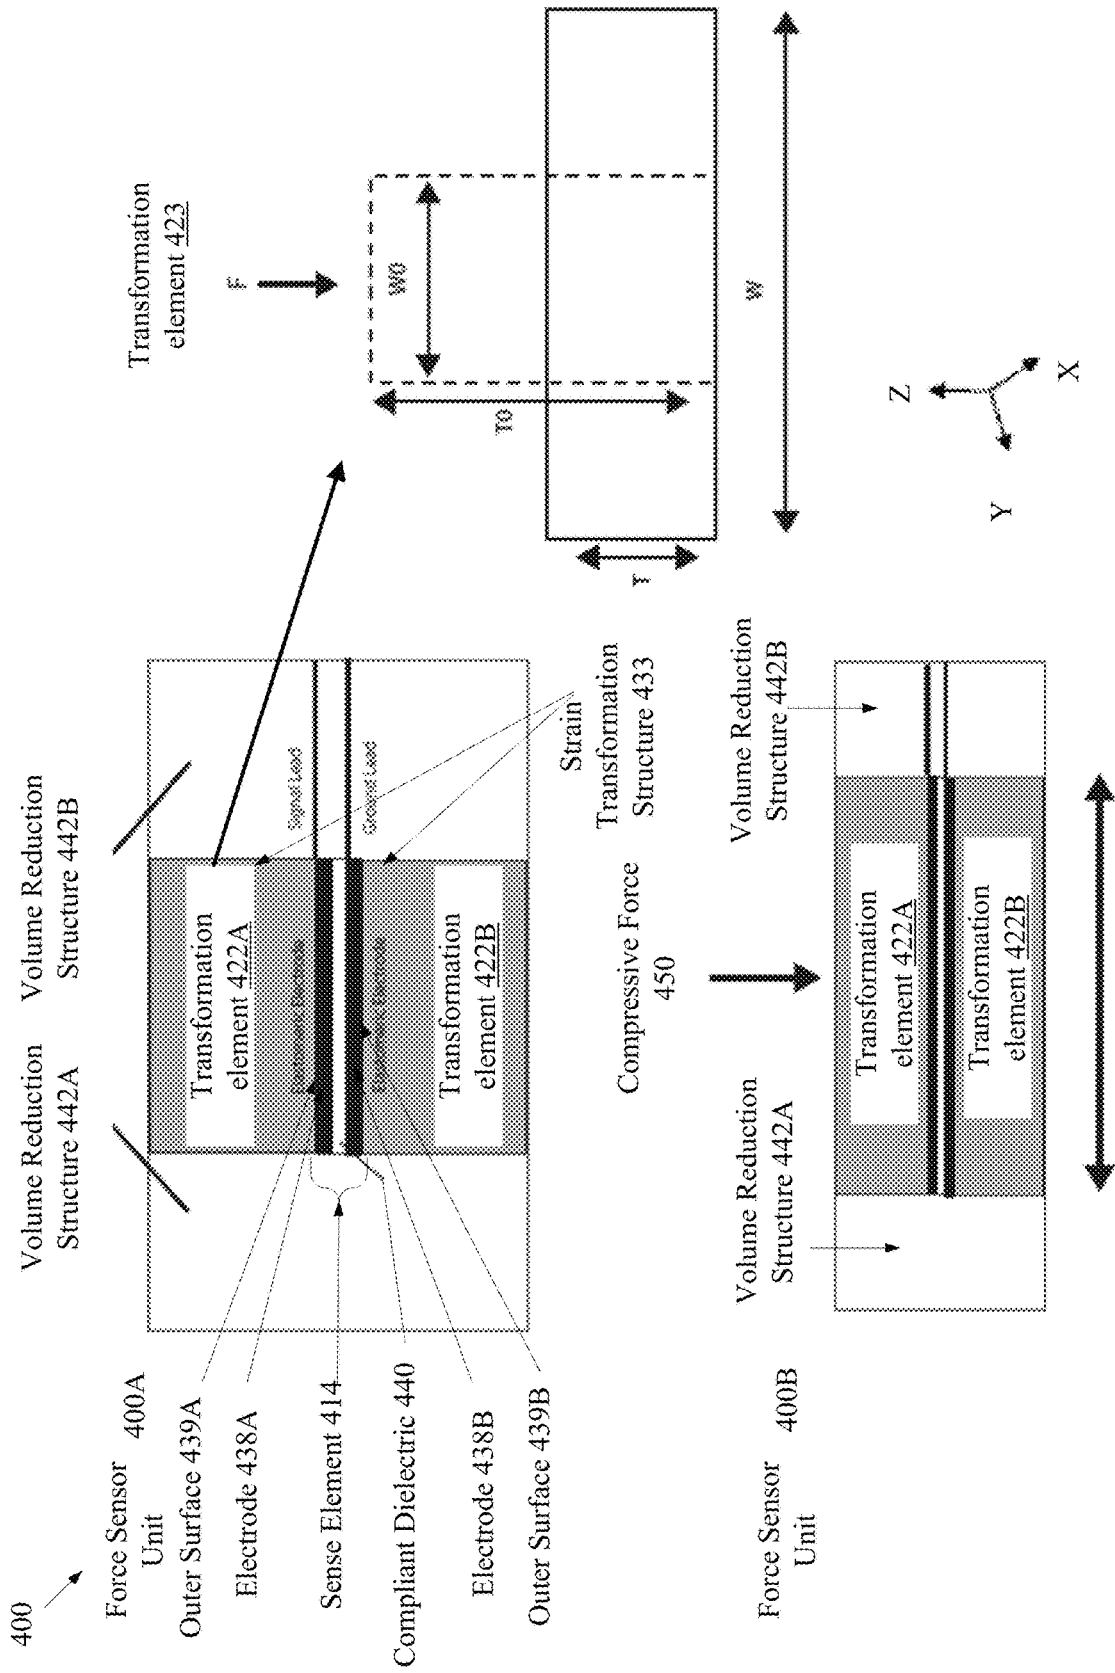 400
Force Sensor
Unit
400A
Outer Surface 439A
Electrode 438A
Sense Element 414
Compliant Dielectric 440
Electrode 438B
Outer Surface 439B
Volume Reduction
Structure 442A
Volume Reduction
Structure 442B
Transformation
element 422A
Signal Lead
Ground Lead
Transformation
element 422B
Strain
Transformation
Structure 433
Transformation
element 423
F
W0
T0
T
W
Z
Y
X
Force Sensor
Unit
400B
Compressive Force
450
Volume Reduction
Structure 442A
Volume Reduction
Structure 442B
Transformation
element 422A
Transformation
element 422B